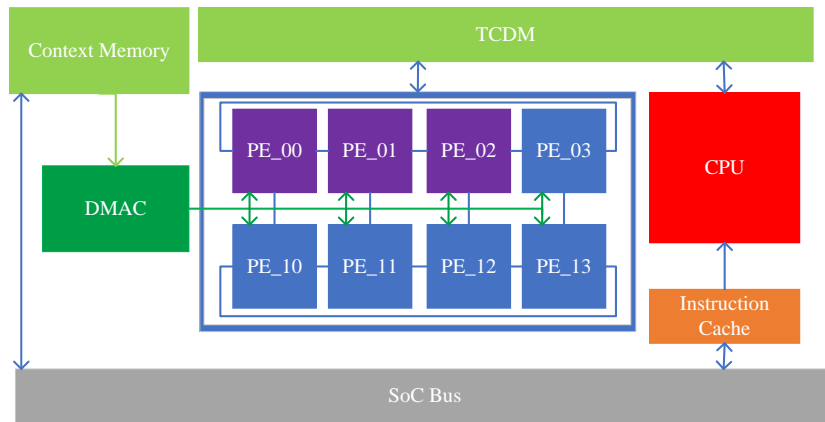 Context Memory
TCDM
PE_00 PE_01 PE_02 PE_03
CPU
DMAC
PE_10 PE_11 PE_12 PE_13
Instruction
Cache
SoC Bus